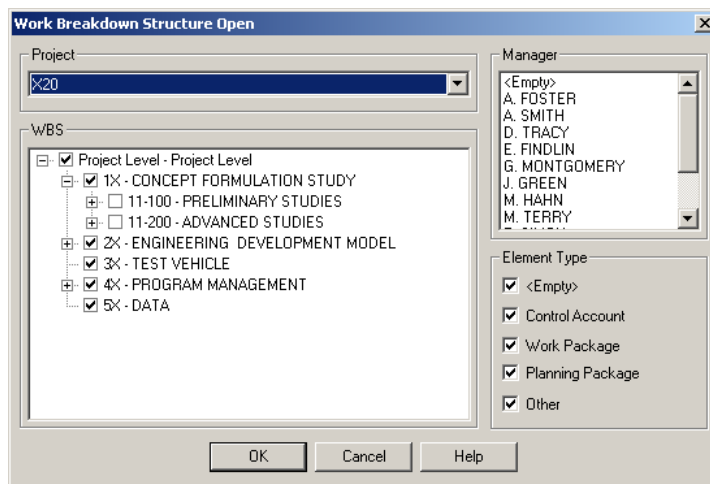 Work Breakdown Structure Open
Project
X20
WBS
Project Level - Project Level
1X - CONCEPT FORMULATION STUDY
11-100 - PRELIMINARY STUDIES
11-200 - ADVANCED STUDIES
2X - ENGINEERING DEVELOPMENT MODEL
3X - TEST VEHICLE
4X - PROGRAM MANAGEMENT
5X - DATA
Manager
<Empty>
A. FOSTER
A. SMITH
D. TRACY
E. FINDLIN
G. MONTGOMERY
J. GREEN
M. HAHN
M. TERRY
Element Type
<Empty>
Control Account
Work Package
Planning Package
Other
OK
Cancel
Help